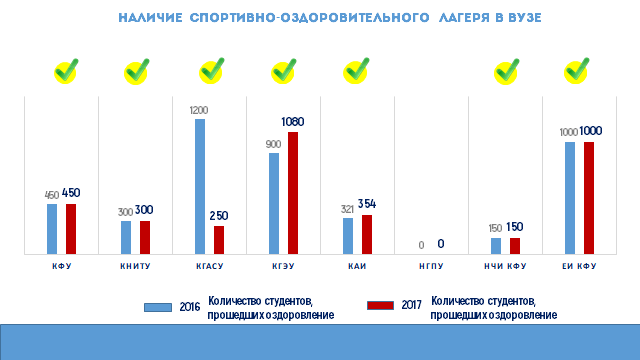 НАЛИЧИЕ СПОРТИВНО-ОЗДОРОВИТЕЛЬНОГО ЛАГЕРЯ В ВУЗЕ
450 450 300 300 1200 250 900 1080 321 354 0 0 150 150 1000 1000
КФУ КНИТУ КГАСУ КГЭУ КАИ НГПУ НЧИ КФУ ЕИ КФУ
2016 Количество студентов,
прошедших оздоровление
2017 Количество студентов,
прошедших оздоровление